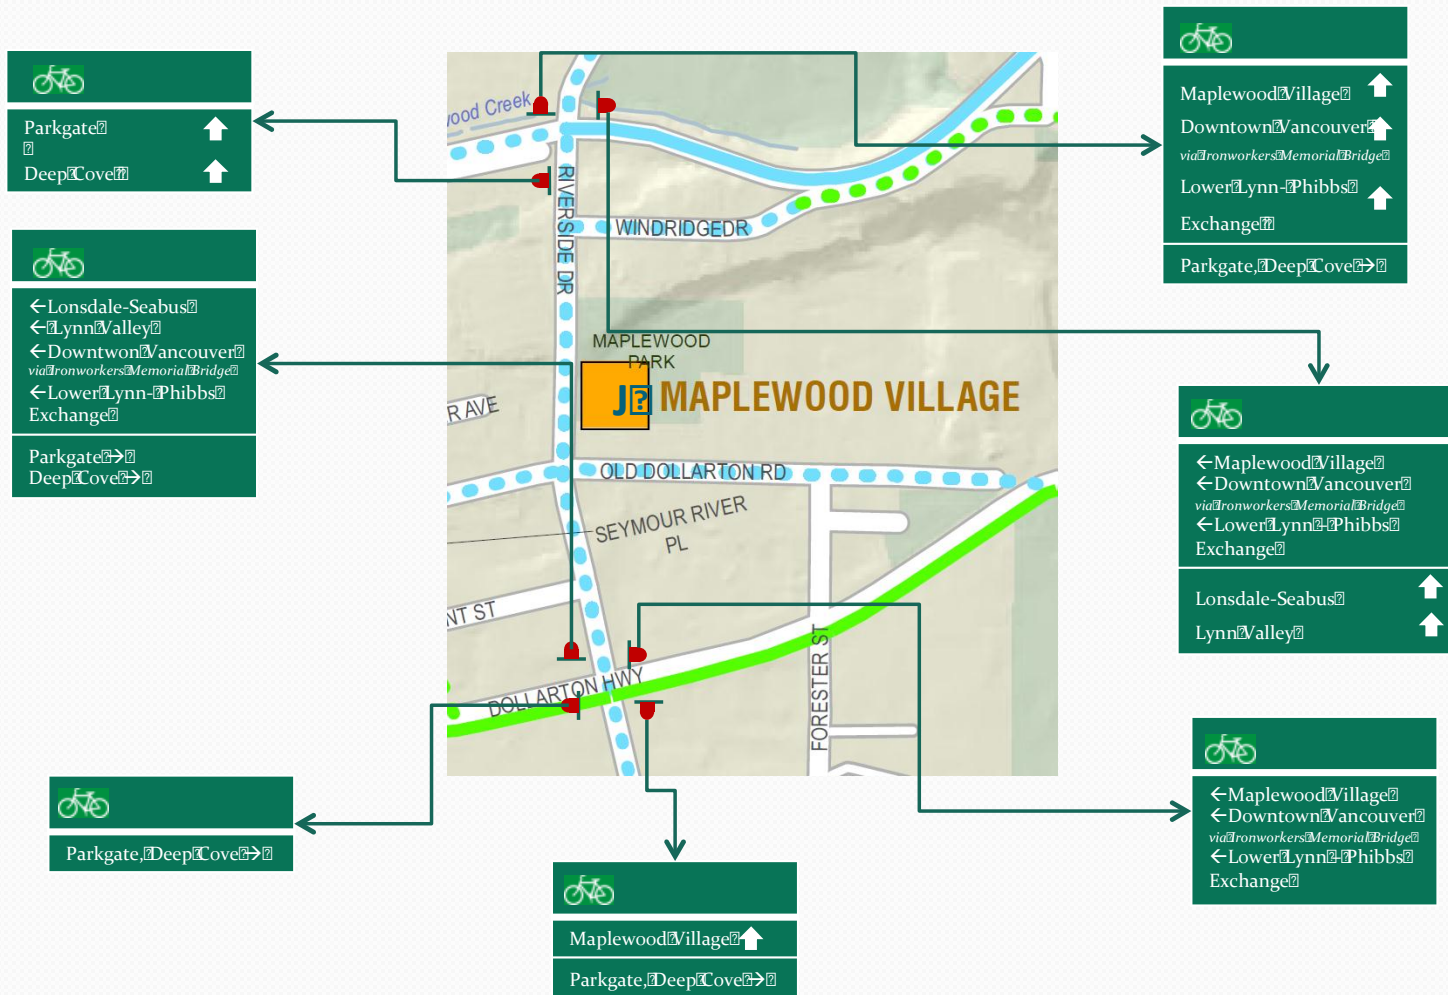 Parkgate
↑
Deep Cove
↑
←Lonsdale-Seabus
← Lynn Valley
←Downtwon Vancouver
via Ironworkers Memorial Bridge
←Lower Lynn- Phibbs
Exchange
Parkgate →
Deep Cove →
Parkgate, Deep Cove →
Maplewood Village ↑
Parkgate, Deep Cove →
wood Creek
RIVERSIDE DR
WINDRIDGEDR
MAPLEWOOD
PARK
J MAPLEWOOD VILLAGE
R AVE
OLD DOLLARTON RD
SEYMOUR RIVER
PL
NT ST
DOLLARTON HWY
FORESTER ST
Maplewood Village ↑
Downtown Vancouver ↑
via Ironworkers Memorial Bridge
Lower Lynn- Phibbs ↑
Exchange
Parkgate, Deep Cove →
←Maplewood Village
←Downtown Vancouver
via Ironworkers Memorial Bridge
←Lower Lynn - Phibbs
Exchange
Lonsdale-Seabus ↑
Lynn Valley ↑
←Maplewood Village
←Downtown Vancouver
via Ironworkers Memorial Bridge
←Lower Lynn - Phibbs
Exchange